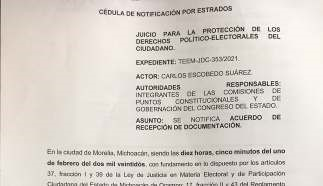 CÉDULA DE NOTIFICACIÓN POR ESTRADOS
JUICIO PARA LA PROTECCIÓN DE LOS
DERECHOS POLÍTICO-ELECTORALES DEL
CIUDADANO.
EXPEDIENTE: TEEM-JDC-353/2021.
ACTOR: CARLOS ESCOBEDO SUÁREZ.
AUTORIDADES RESPONSABLES:
INTEGRANTES DE LAS COMISIONES DE
PUNTOS CONSTITUCIONALES Y DE
GOBERNACIÓN DEL CONGRESO DEL ESTADO.
ASUNTO: SE NOTIFICA ACUERDO DE
RECEPCIÓN DE DOCUMENTACIÓN.
En la ciudad de Morelia, Michoacán, siendo las diez horas, cinco minutos del uno
de febrero del dos mil veintidós, con fundamento en lo dispuesto por los artículos
37, fracción I y 39 de la Ley de Justicia en Materia Electoral y de Participación
Ciudadana del Estado de Michoacán de Ocampo, 17, fracción II y 43 del Reglamento